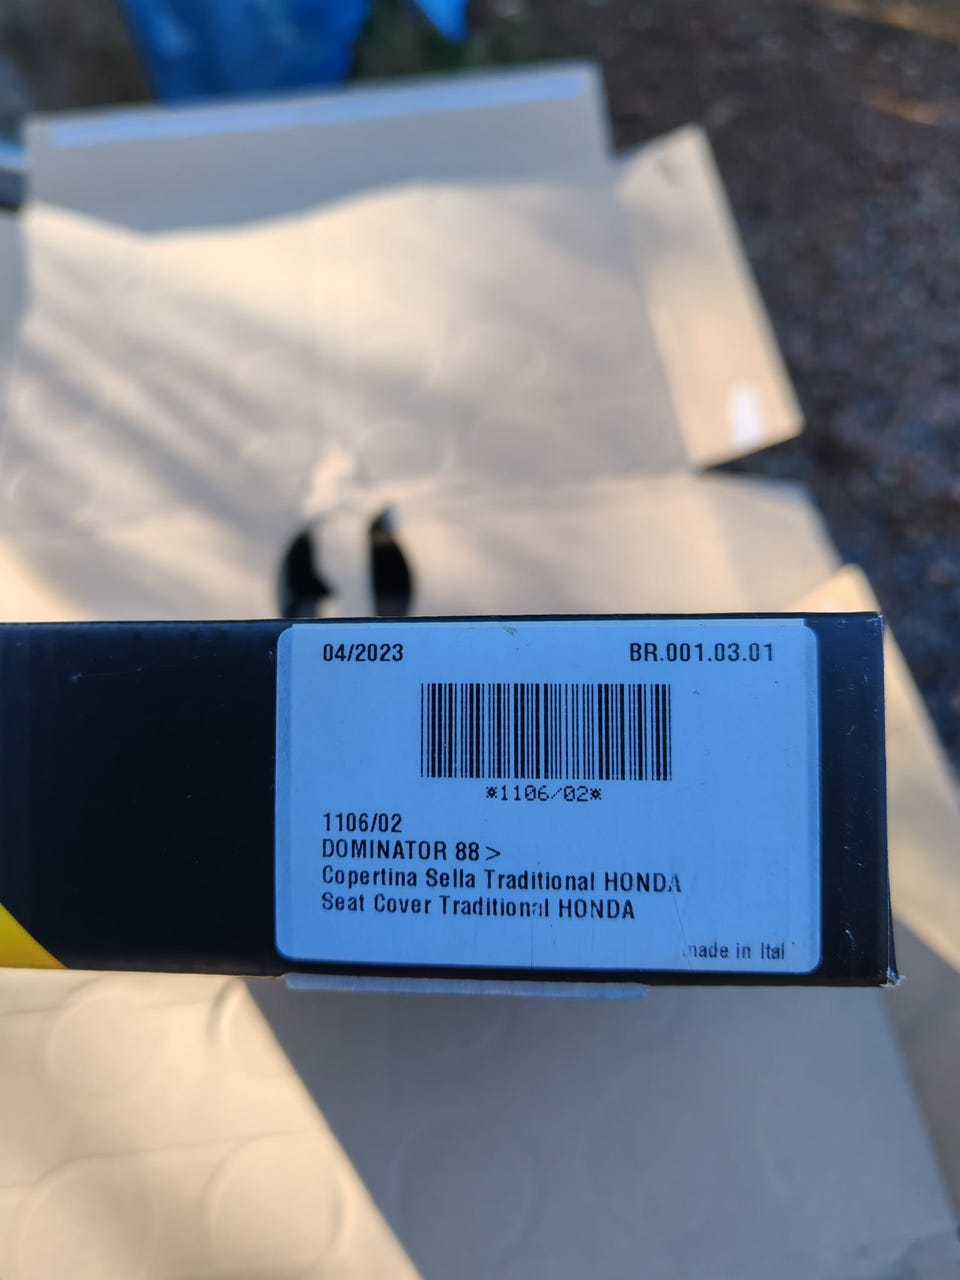 04/2023 BR.001.03.01
*1106/02*
1106/02
DOMINATOR 88>
Copertina Sella Traditional HONDA
Seat Cover Traditional HONDA
made in Ital